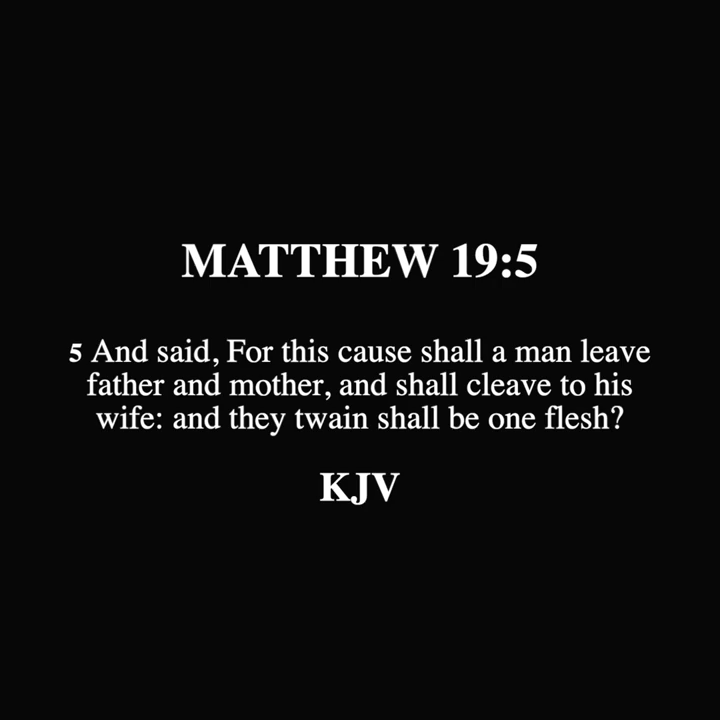 MATTHEW 19:5
5 And said, For this cause shall a man leave
father and mother, and shall cleave to his
wife: and they twain shall be one flesh?
KJV